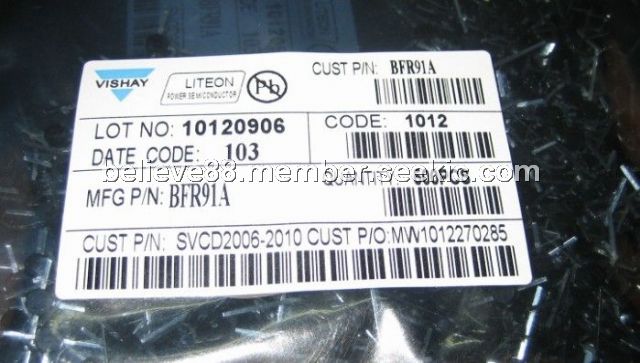 VISHAY
LITEON
POWER SEMICONDUCTOR
Pb
CUST P/N: BFR91A
LOT NO: 10120906
CODE: 1012
DATE CODE: 103
believe88.member.seekic.com
MFG P/N: BFR91A
QUANTITY:
CUST P/N: SVCD2006-2010 CUST P/O:MW1012270285